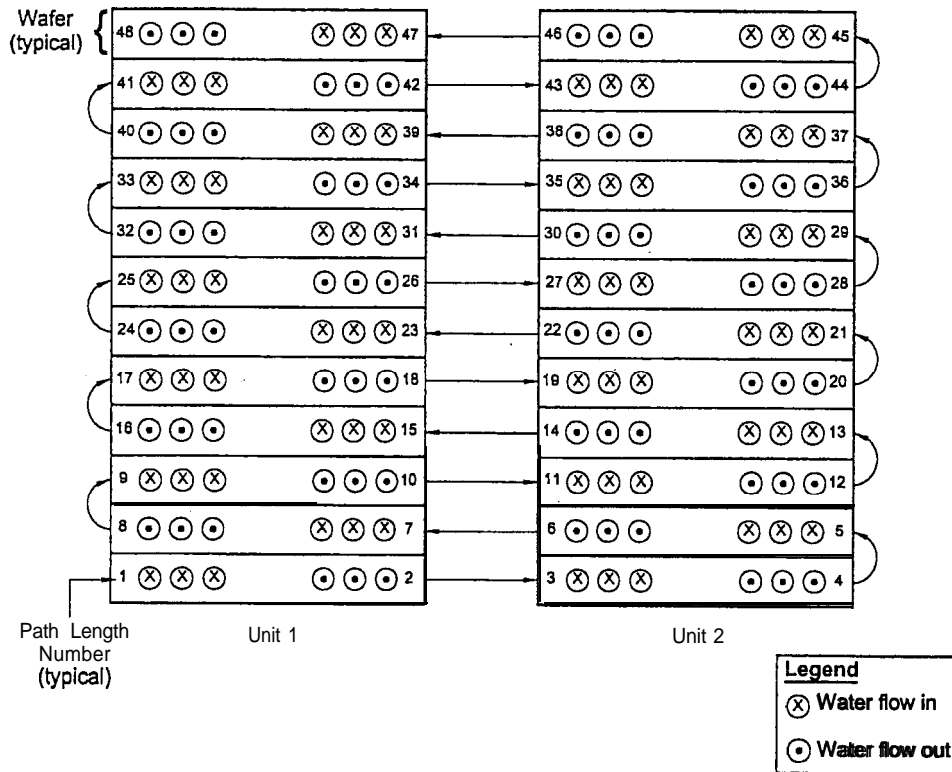 Wafer
(typical)
48 47 46 45
41 42 43 44
40 39 38 37
33 34 35 36
32 31 30 29
25 26 27 28
24 23 22 21
17 18 19 20
16 15 14 13
9 10 11 12
8 7 6 5
1 2 3 4
Path Length
Number
(typical)
Unit 1
Unit 2
Legend
Water flow in
Water flow out